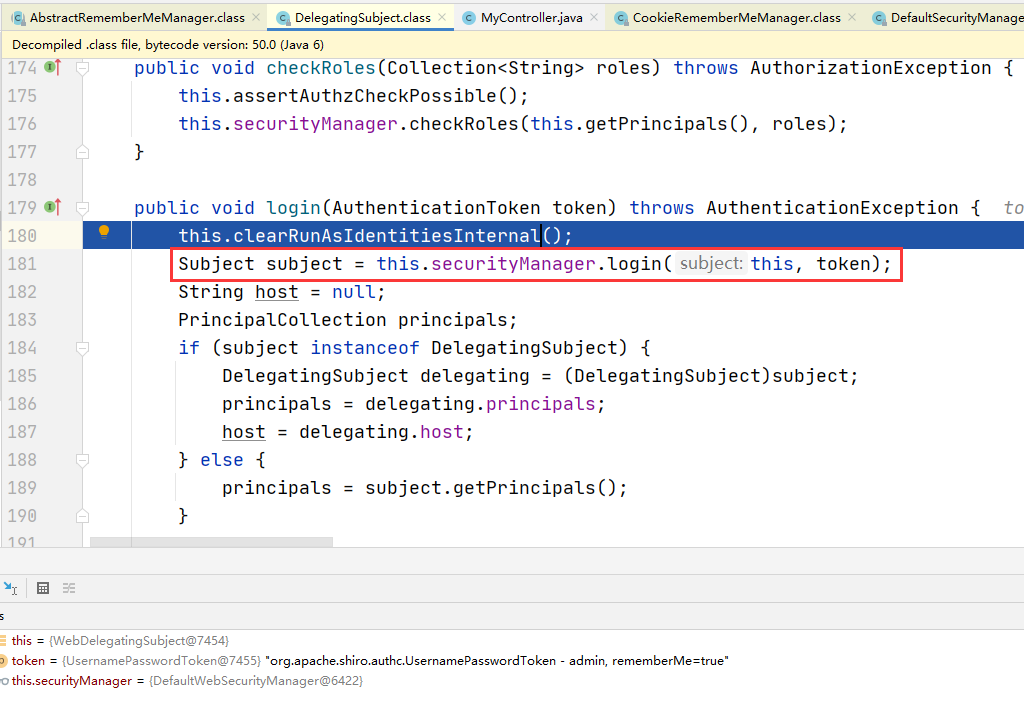 AbstractRememberMeManager.class × DelegatingSubject.class × MyController.java × CookieRememberMeManager.class × DefaultSecurityManage
Decompiled .class file, bytecode version: 50.0 (Java 6)
174 public void checkRoles(Collection<String> roles) throws AuthorizationException {
175 this.assertAuthzCheckPossible();
176 this.securityManager.checkRoles(this.getPrincipals(), roles);
177 }
178
179 public void login(AuthenticationToken token) throws AuthenticationException { to
180 this.clearRunAsIdentitiesInternal();
181 Subject subject = this.securityManager.login( subject: this, token);
182 String host = null;
183 PrincipalCollection principals;
184 if (subject instanceof DelegatingSubject) {
185 DelegatingSubject delegating = (DelegatingSubject)subject;
186 principals = delegating.principals;
187 host = delegating.host;
188 } else {
189 principals = subject.getPrincipals();
190 }
191
s
this = {WebDelegatingSubject@7454}
token = {UsernamePasswordToken@7455} "org.apache.shiro.authc.UsernamePasswordToken - admin, rememberMe=true"
this.securityManager = {DefaultWebSecurityManager@6422}